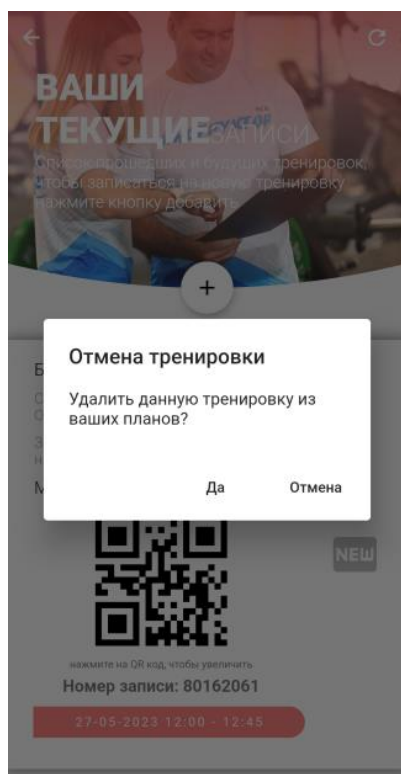 ВАШИ
ТЕКУЩИЕ ЗАПИСИ
Список прошедших и будущих тренировок,
чтобы записаться на новую тренировку
нажмите кнопку добавить
+
Отмена тренировки
Удалить данную тренировку из
ваших планов?
Да Отмена
NEW
нажмите на QR код, чтобы увеличить
Номер записи: 80162061
27-05-2023 12:00 - 12:45